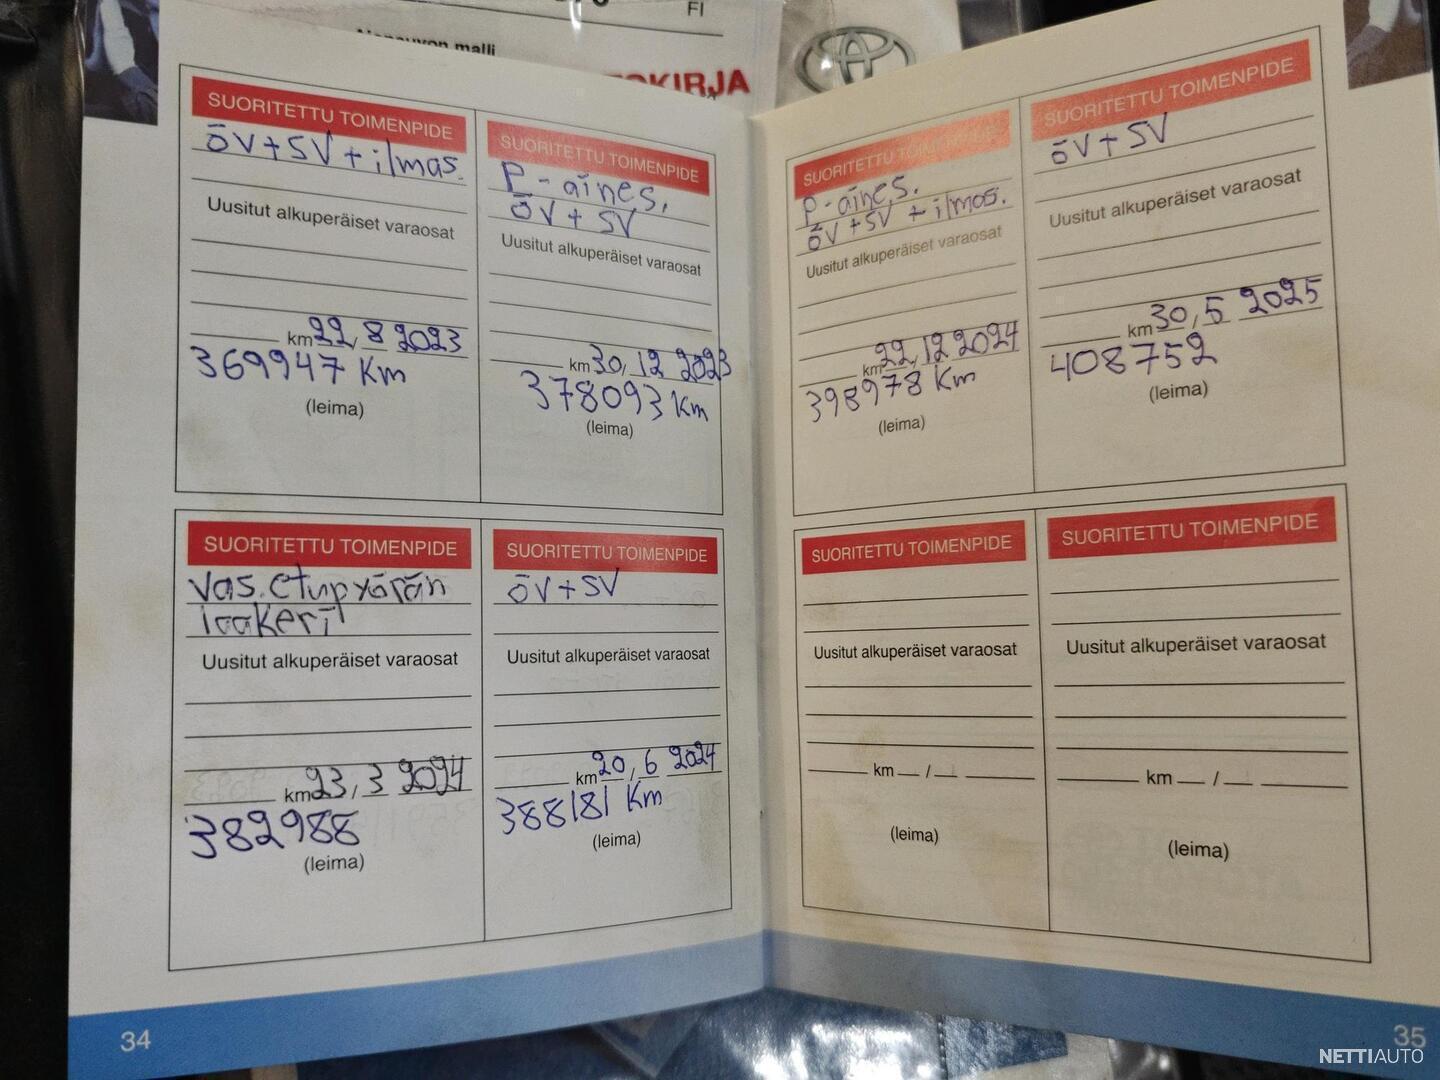 FI
Ajoneuvon malli
OKIRJA
SUORITETTU TOIMENPIDE
ÖV+SV+ilmas.
Uusitut alkuperäiset varaosat
km 22, 8 2023
369947 Km
(leima)
SUORITETTU TOIMENPIDE
P-aines.
ÖV + SV
Uusitut alkuperäiset varaosat
km 30, 12 2023
378093 Km
(leima)
SUORITETTU TOIMENPIDE
Vas. etupyörän
laakerit
Uusitut alkuperäiset varaosat
km 23, 3 2024
382988
(leima)
SUORITETTU TOIMENPIDE
ÖV+SV
Uusitut alkuperäiset varaosat
km 20, 6 2024
388181 Km
(leima)
34
SUORITETTU TOIMENPIDE
P-aines.
ÖV+SV + ilmas.
Uusitut alkuperäiset varaosat
km 22, 12 2024
398978 Km
(leima)
SUORITETTU TOIMENPIDE
ÖV+SV
Uusitut alkuperäiset varaosat
km 30, 5 2025
408752
(leima)
SUORITETTU TOIMENPIDE
Uusitut alkuperäiset varaosat
km /
(leima)
SUORITETTU TOIMENPIDE
Uusitut alkuperäiset varaosat
km /
(leima)
35
NETTIAUTO